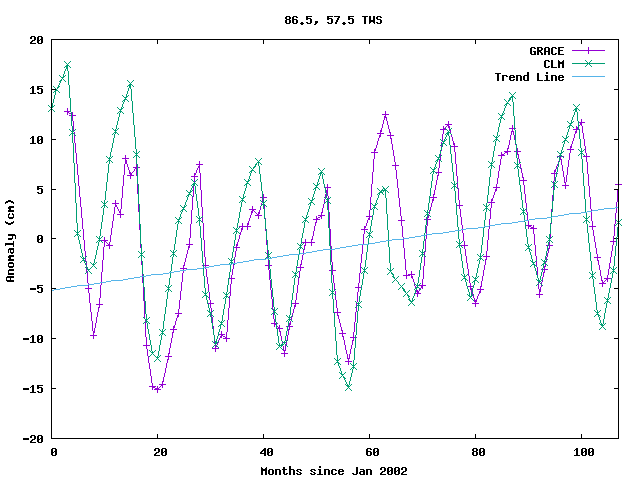 86.5, 57.5 TWS
GRACE
CLM
Trend Line
Anomaly (cm)
20
15
10
5
0
-5
-10
-15
-20
0 20 40 60 80 100
Months since Jan 2002